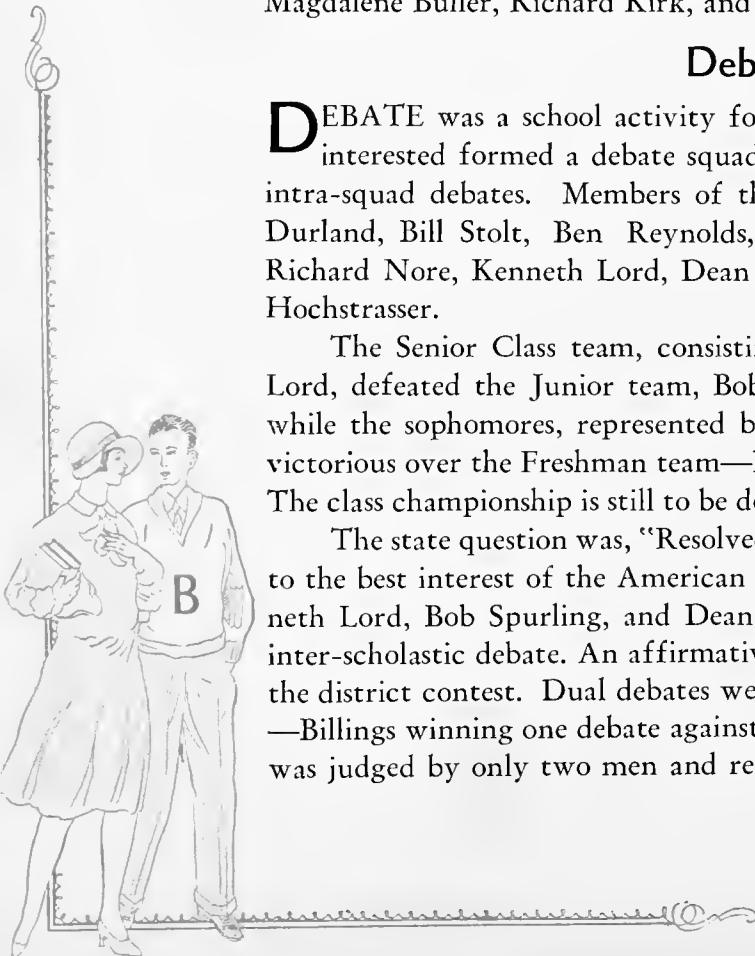 Magdalene Buller, Richard Kirk, and
Deb
DEBATE was a school activity fo
interested formed a debate squad
intra-squad debates. Members of t
Durland, Bill Stolt, Ben Reynolds,
Richard Nore, Kenneth Lord, Dean
Hochstrasser.
The Senior Class team, consisti
Lord, defeated the Junior team, Bob
while the sophomores, represented b
victorious over the Freshman team—
The class championship is still to be d
The state question was, "Resolve
to the best interest of the American
neth Lord, Bob Spurling, and Dean
inter-scholastic debate. An affirmativ
the district contest. Dual debates we
—Billings winning one debate against
was judged by only two men and re
B